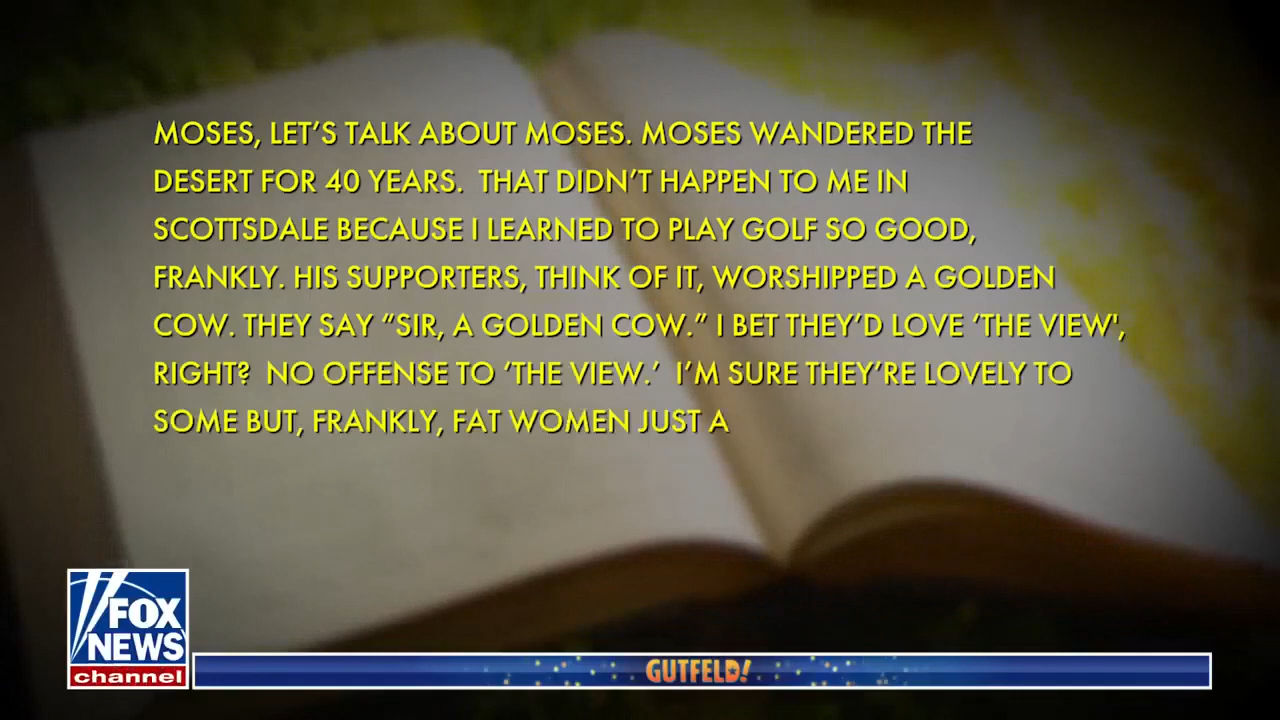 MOSES, LET'S TALK ABOUT MOSES. MOSES WANDERED THE
DESERT FOR 40 YEARS.  THAT DIDN'T HAPPEN TO ME IN
SCOTTSDALE BECAUSE I LEARNED TO PLAY GOLF SO GOOD,
FRANKLY. HIS SUPPORTERS, THINK OF IT, WORSHIPPED A GOLDEN
COW. THEY SAY “SIR, A GOLDEN COW.” I BET THEY'D LOVE ‘THE VIEW',
RIGHT?  NO OFFENSE TO ‘THE VIEW.’  I'M SURE THEY'RE LOVELY TO
SOME BUT, FRANKLY, FAT WOMEN JUST A
FOX
NEWS
channel
GUTFELD!